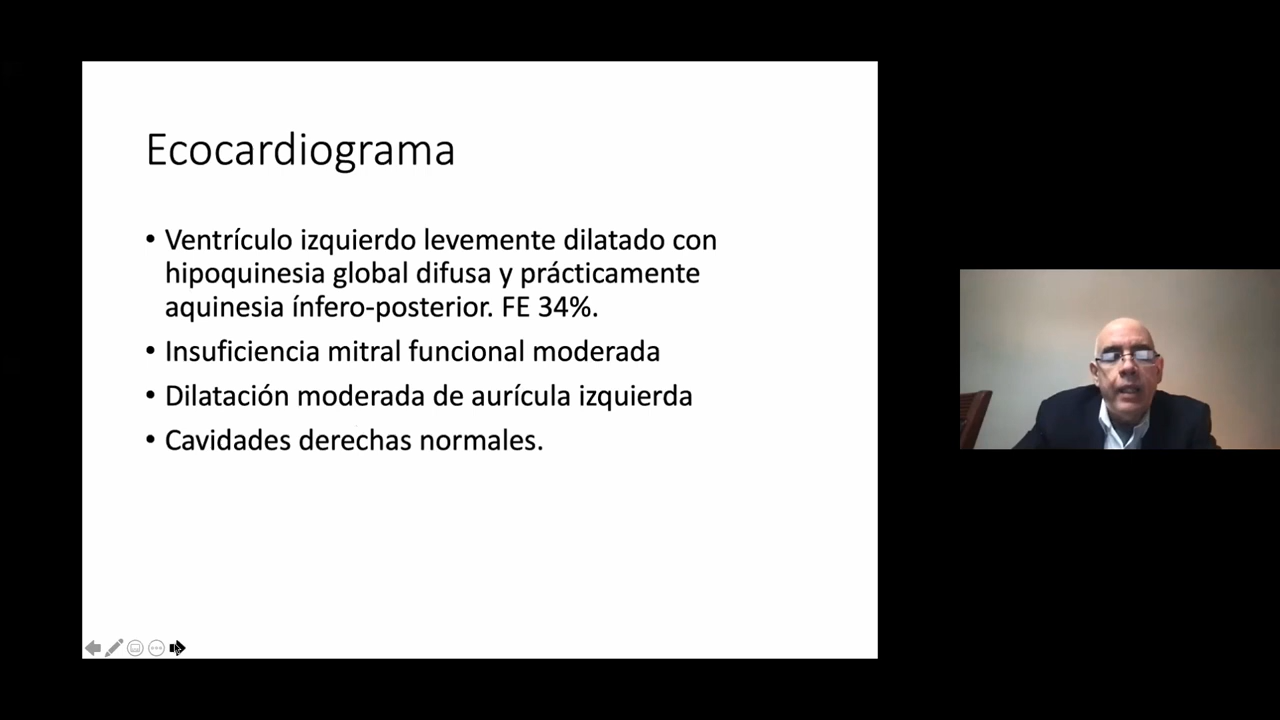 Ecocardiograma
• Ventrículo izquierdo levemente dilatado con
hipoquinesia global difusa y prácticamente
aquinesia ínfero-posterior. FE 34%.
• Insuficiencia mitral funcional moderada
• Dilatación moderada de aurícula izquierda
• Cavidades derechas normales.